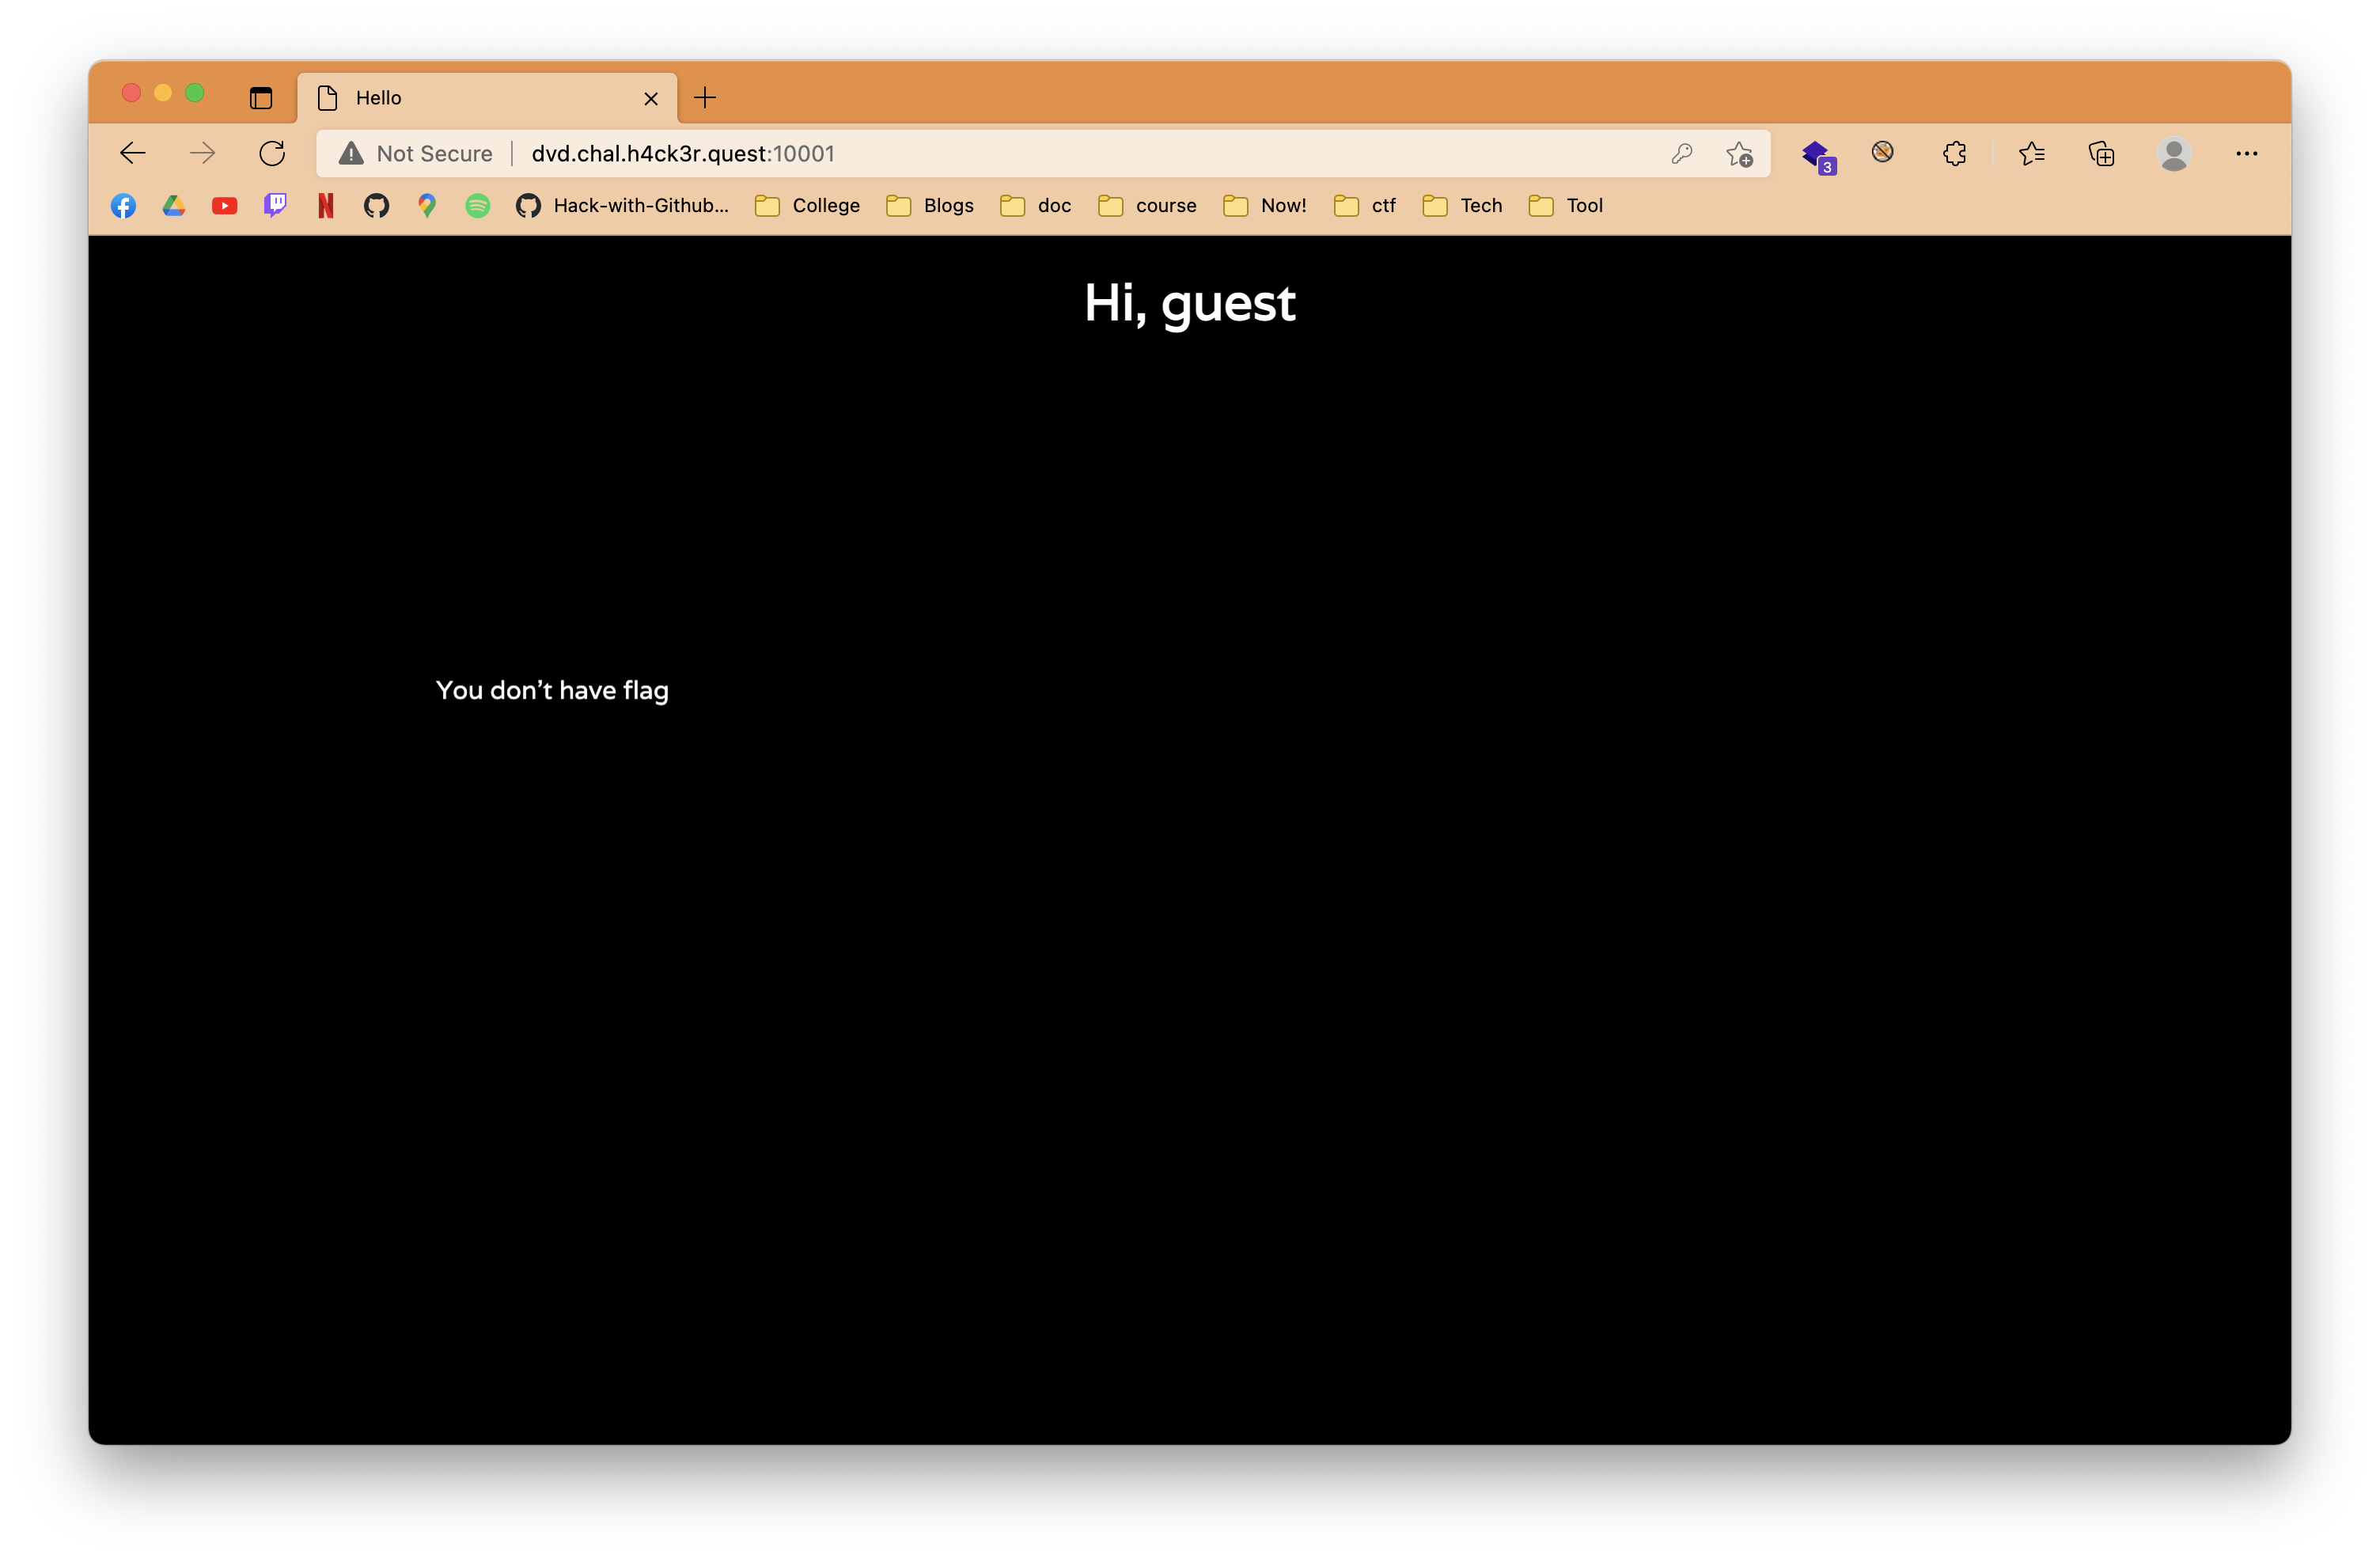 Hello
Not Secure dvd.chal.h4ck3r.quest:10001
3
Hack-with-Github... College Blogs doc course Now! ctf Tech Tool
Hi, guest
You don't have flag